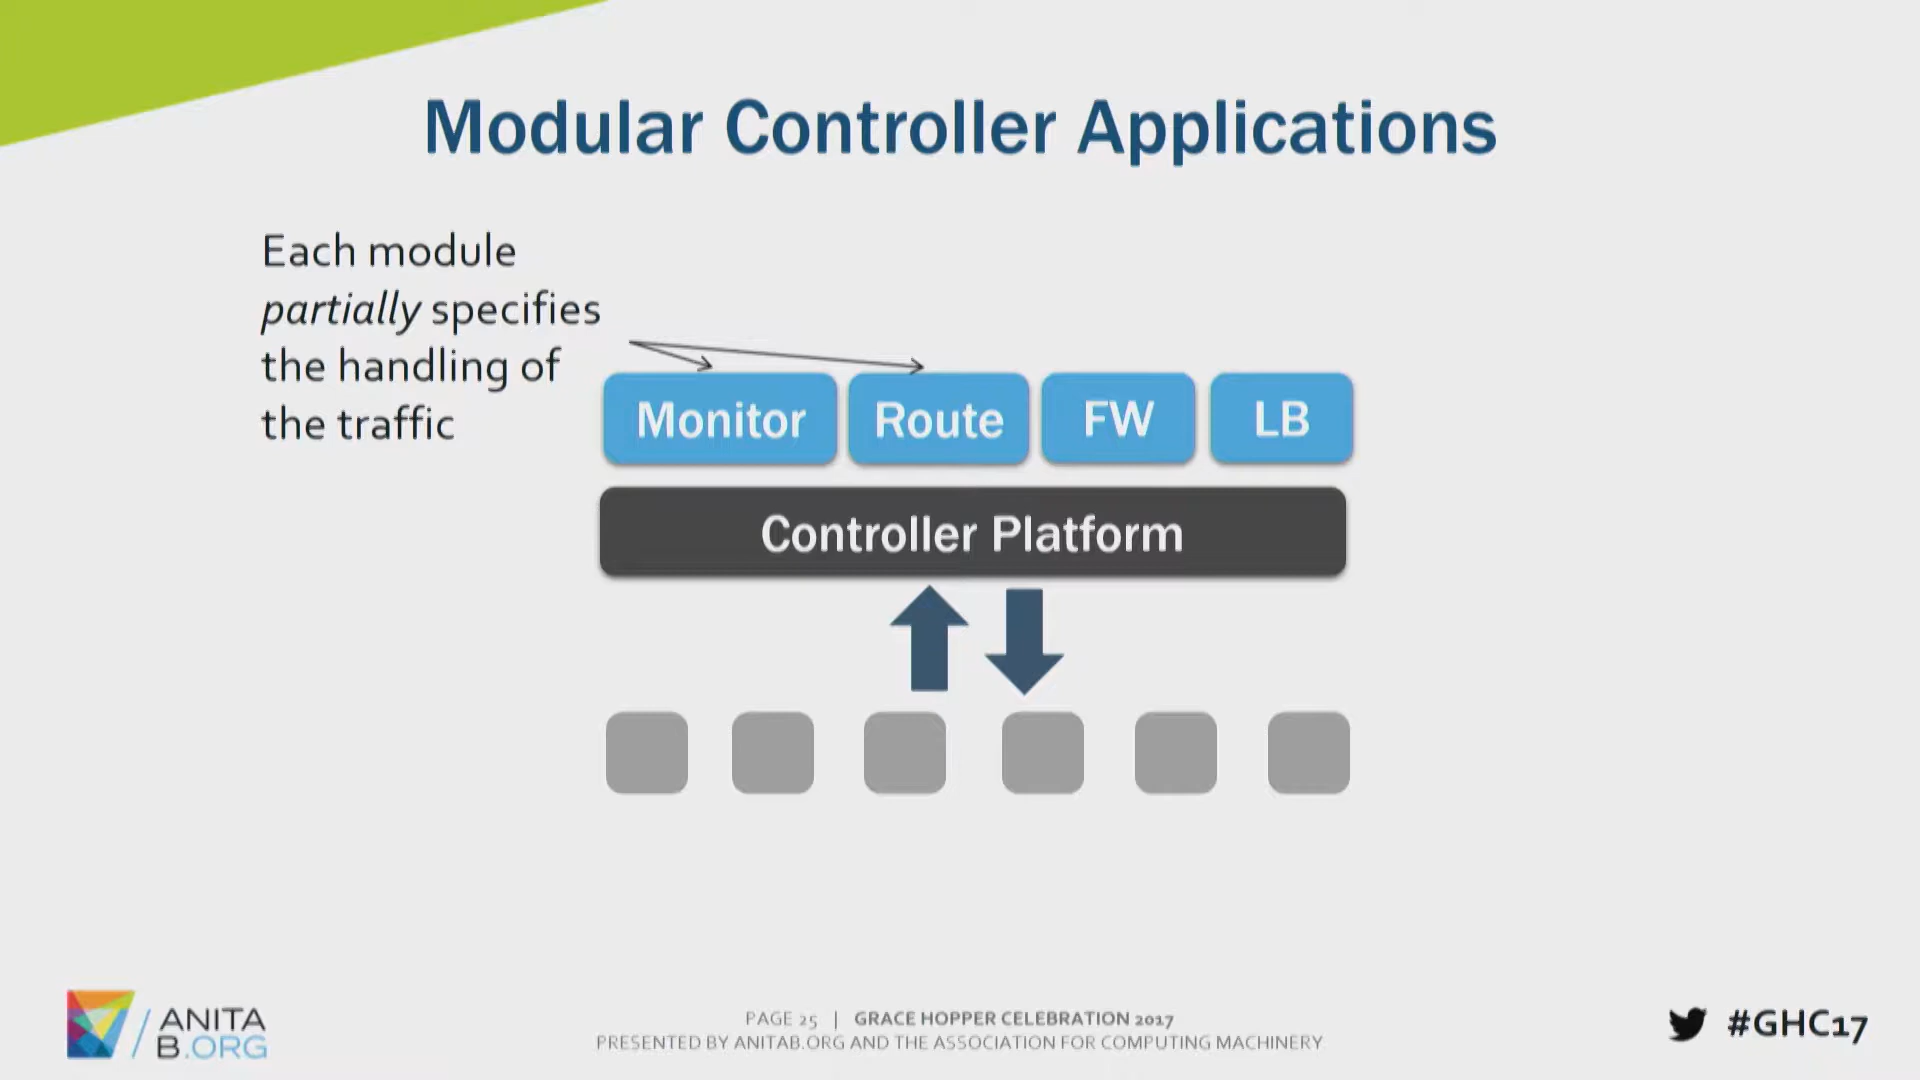 Modular Controller Applications
Each module
partially specifies
the handling of
the traffic
Monitor
Route
FW
LB
Controller Platform
ANITA
B.ORG
PAGE 25 | GRACE HOPPER CELEBRATION 2017
PRESENTED BY ANITAB.ORG AND THE ASSOCIATION FOR COMPUTING MACHINERY
#GHC17